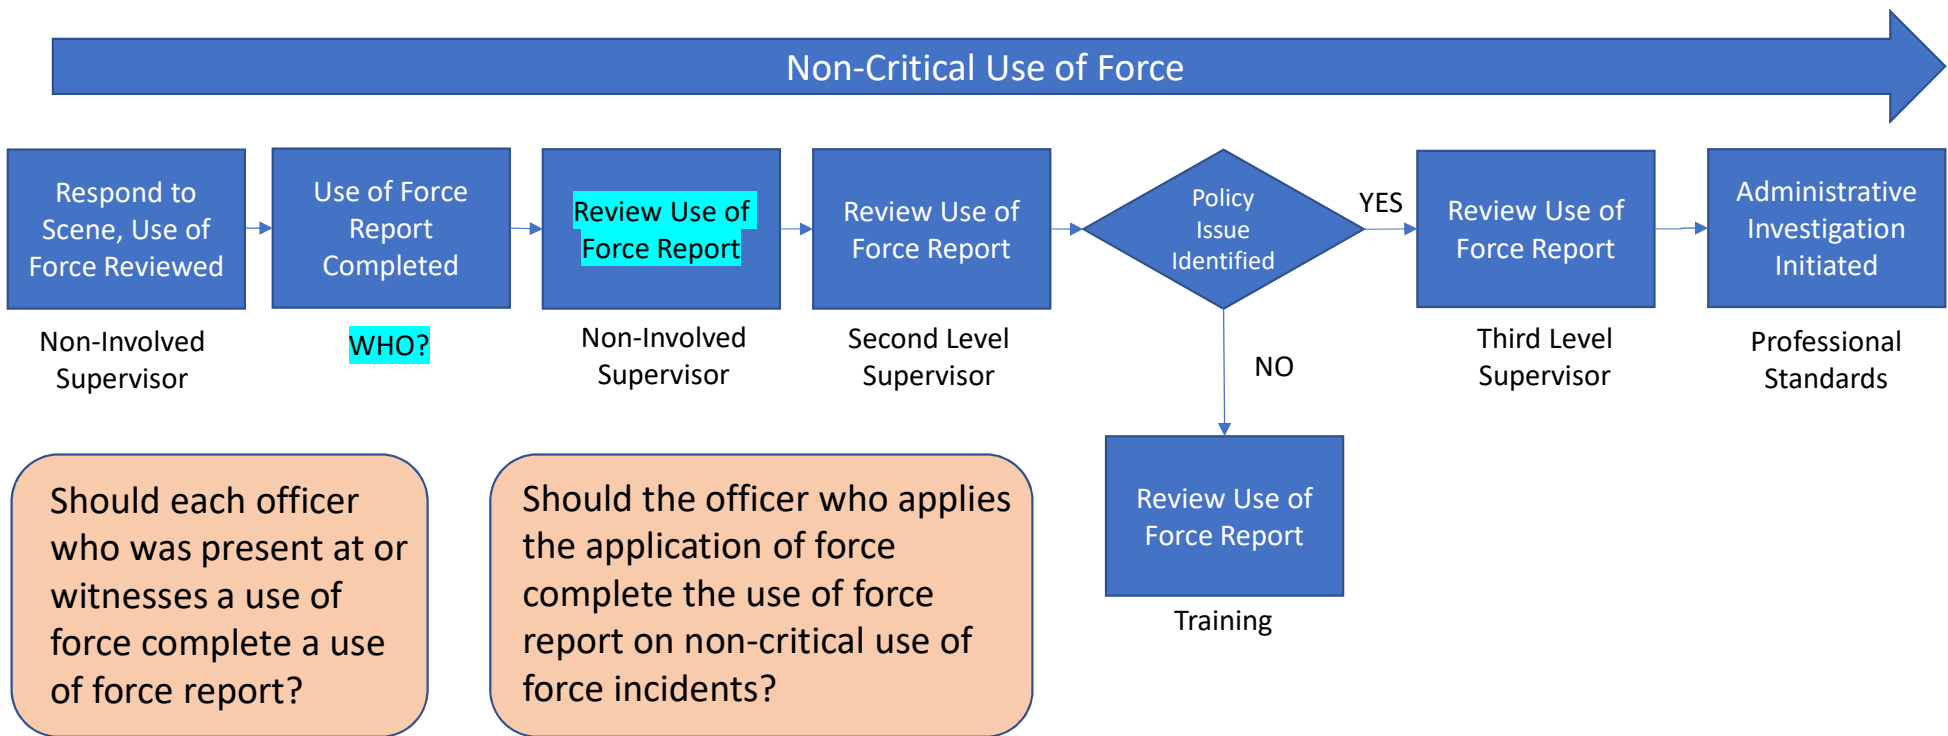 Non-Critical Use of Force
Respond to
Scene, Use of
Force Reviewed
Non-Involved
Supervisor
Use of Force
Report
Completed
WHO?
Review Use of
Force Report
Non-Involved
Supervisor
Review Use of
Force Report
Second Level
Supervisor
Policy
Issue
Identified
YES
NO
Review Use of
Force Report
Third Level
Supervisor
Administrative
Investigation
Initiated
Professional
Standards
Review Use of
Force Report
Training
Should each officer
who was present at or
witnesses a use of
force complete a use
of force report?
Should the officer who applies
the application of force
complete the use of force
report on non-critical use of
force incidents?